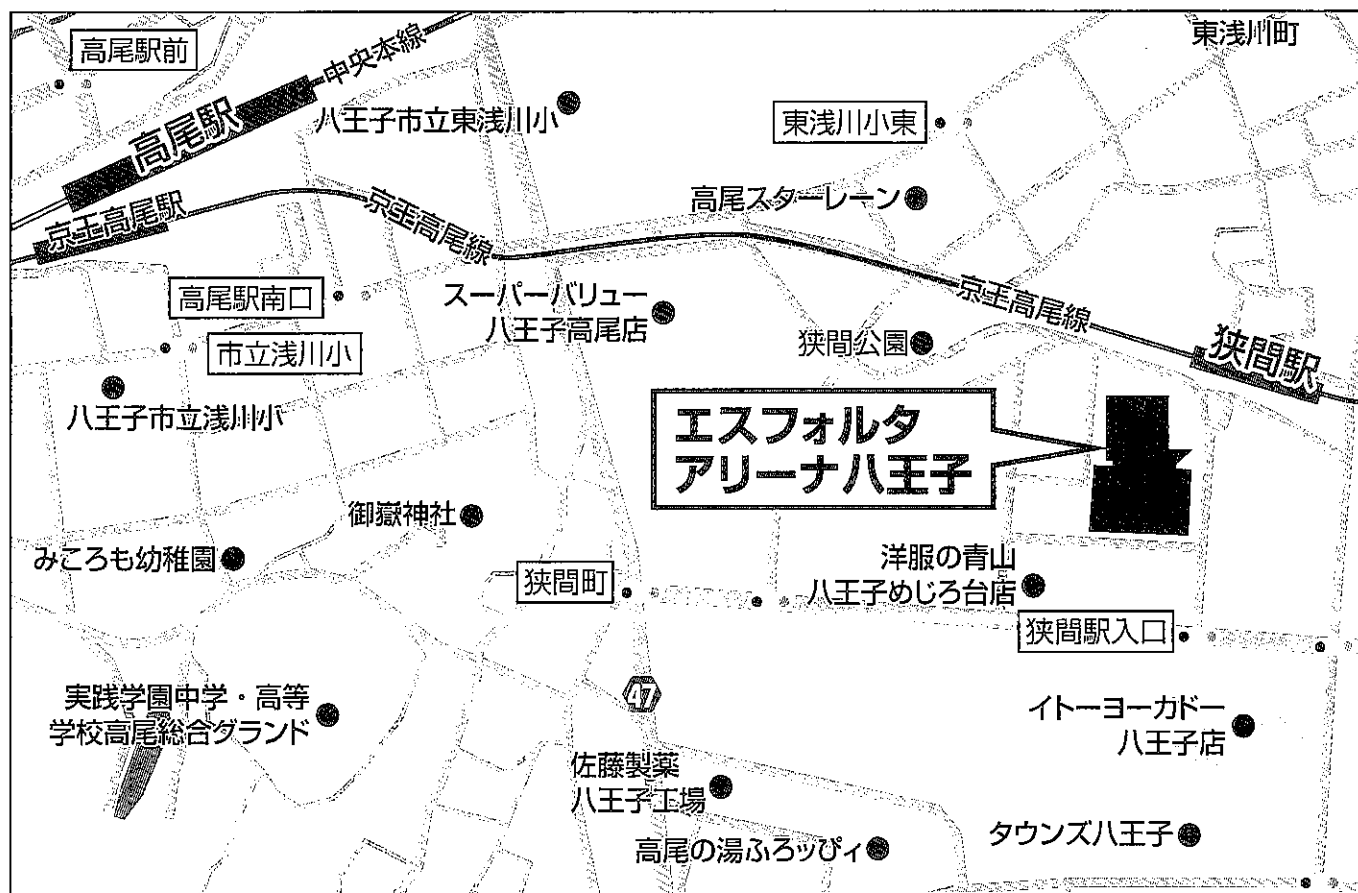 高尾駅前
中央本線
東浅川町
高尾駅
八王子市立東浅川小
東浅川小東
高尾スターレーン
京王高尾駅
京王高尾線
高尾駅南口
スーパーバリュー
八王子高尾店
京王高尾線
市立浅川小
狭間公園
狭間駅
八王子市立浅川小
エスフォルタ
アリーナ八王子
御嶽神社
みころも幼稚園
狭間町
洋服の青山
八王子めじろ台店
狭間駅入口
実践学園中学・高等
学校高尾総合グランド
47
イトーヨーカドー
八王子店
佐藤製薬
八王子工場
タウンズ八王子
高尾の湯ふろッぴィ